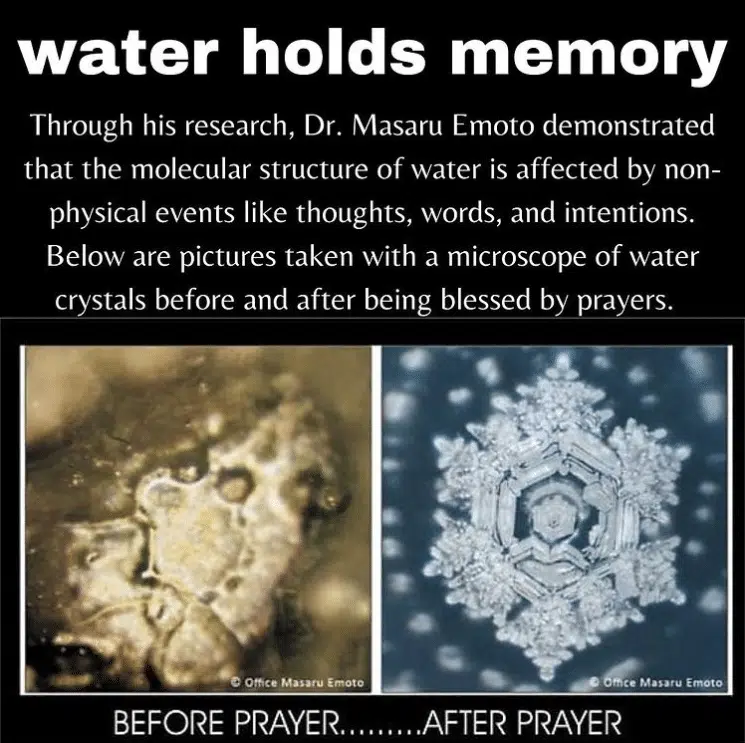 water holds memory
Through his research, Dr. Masaru Emoto demonstrated
that the molecular structure of water is affected by non-
physical events like thoughts, words, and intentions.
Below are pictures taken with a microscope of water
crystals before and after being blessed by prayers.
© Office Masaru Emoto
© Office Masaru Emoto
BEFORE PRAYER.........AFTER PRAYER